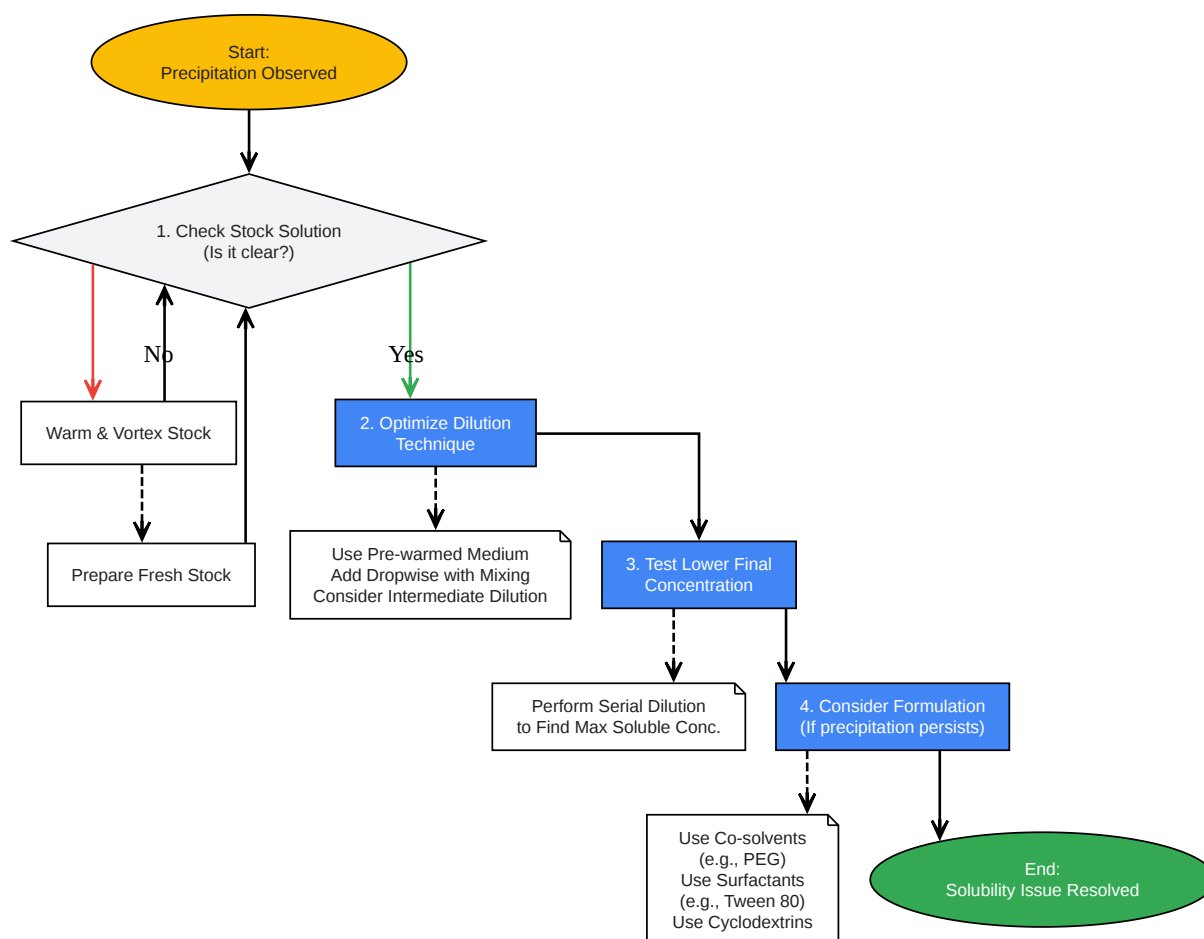 Start:
Precipitation Observed
1. Check Stock Solution
(Is it clear?)
No
Yes
Warm & Vortex Stock
2. Optimize Dilution
Technique
Prepare Fresh Stock
Use Pre-warmed Medium
Add Dropwise with Mixing
Consider Intermediate Dilution
3. Test Lower Final
Concentration
Perform Serial Dilution
to Find Max Soluble Conc.
4. Consider Formulation
(If precipitation persists)
Use Co-solvents
(e.g., PEG)
Use Surfactants
(e.g., Tween 80)
Use Cyclodextrins
End:
Solubility Issue Resolved